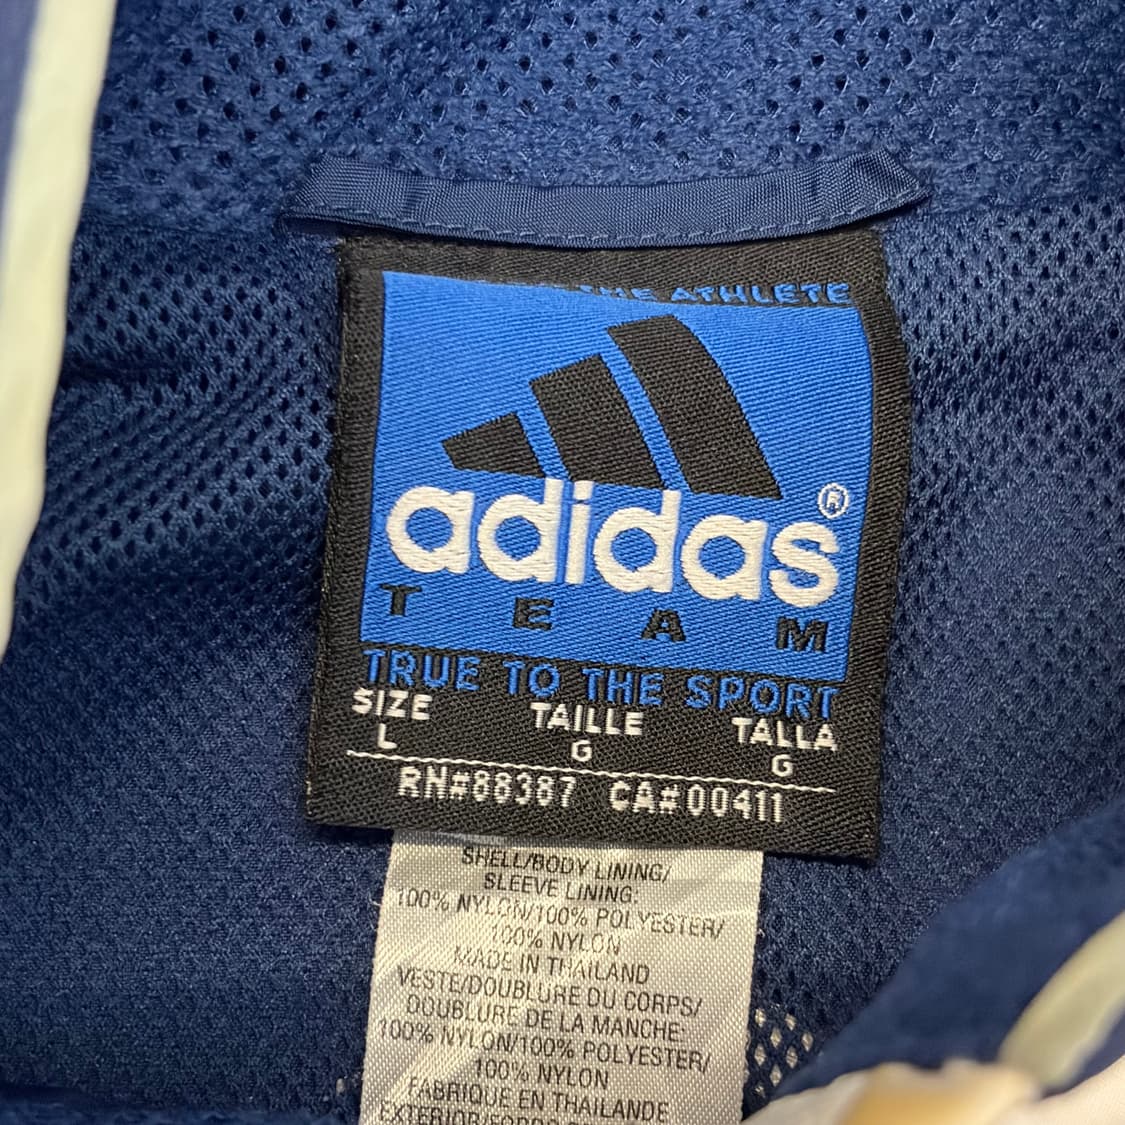 THE ATHLETE
adidas®
TEAM
TRUE TO THE SPORT
SIZE TAILLE TALLA
L G G
RN#88387 CA#00411
SHELL/BODY LINING/
SLEEVE LINING:
100% NYLON/100% POLYESTER/
100% NYLON
MADE IN THAILAND
VESTE/DOUBLURE DU CORPS/
DOUBLURE DE LA MANCHE:
100% NYLON/100% POLYESTER/
100% NYLON
FABRIQUE EN THAILANDE